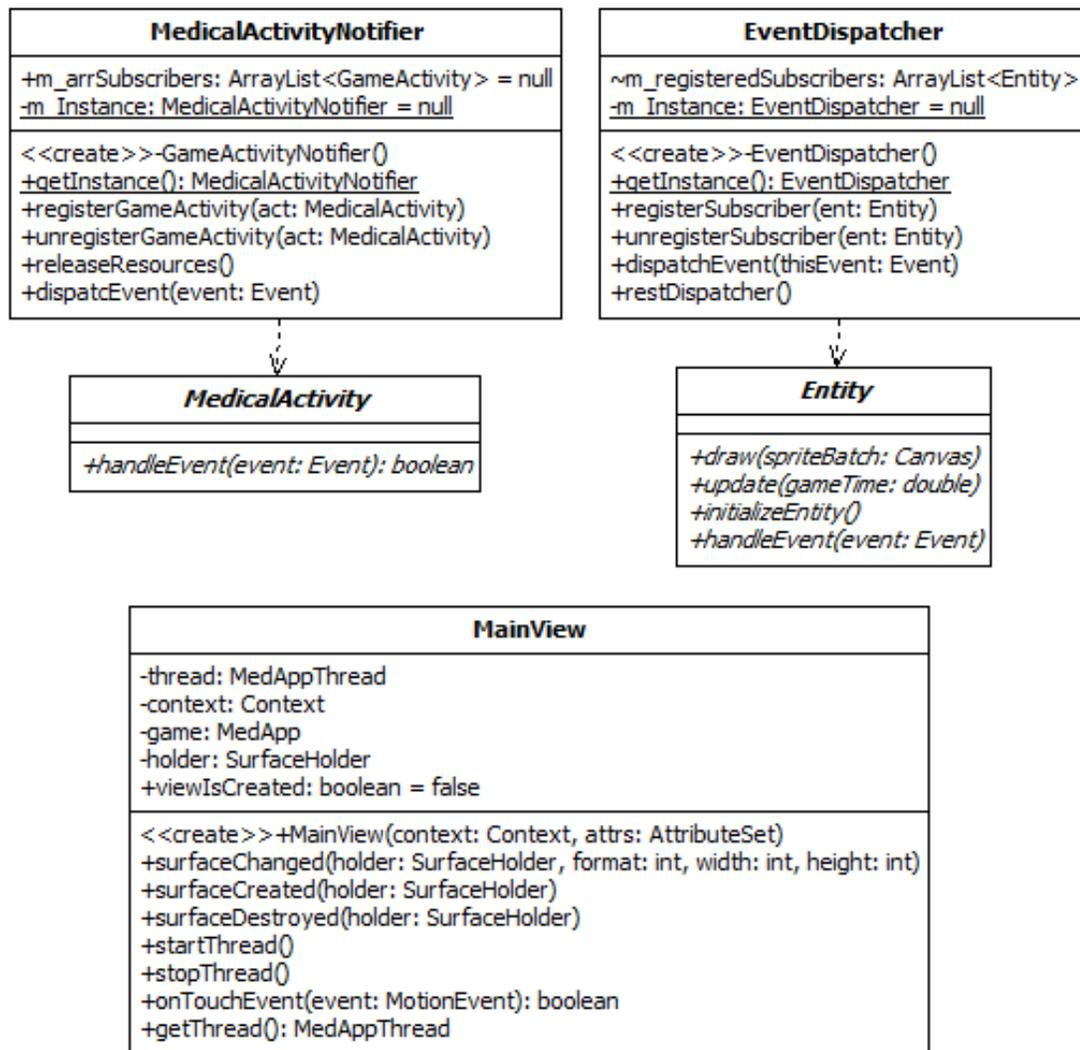 MedicalActivityNotifier
+m_arrSubscribers: ArrayList<GameActivity> = null
-m_Instance: MedicalActivityNotifier = null
<<create>>-GameActivityNotifier()
+getInstance(): MedicalActivityNotifier
+registerGameActivity(act: MedicalActivity)
+unregisterGameActivity(act: MedicalActivity)
+releaseResources()
+dispatcEvent(event: Event)
EventDispatcher
~m_registeredSubscribers: ArrayList<Entity>
-m_Instance: EventDispatcher = null
<<create>>-EventDispatcher()
+getInstance(): EventDispatcher
+registerSubscriber(ent: Entity)
+unregisterSubscriber(ent: Entity)
+dispatchEvent(thisEvent: Event)
+restDispatcher()
MedicalActivity
+handleEvent(event: Event): boolean
Entity
+draw(spriteBatch: Canvas)
+update(gameTime: double)
+initializeEntity()
+handleEvent(event: Event)
MainView
-thread: MedAppThread
-context: Context
-game: MedApp
-holder: SurfaceHolder
+viewIsCreated: boolean = false
<<create>>+MainView(context: Context, attrs: AttributeSet)
+surfaceChanged(holder: SurfaceHolder, format: int, width: int, height: int)
+surfaceCreated(holder: SurfaceHolder)
+surfaceDestroyed(holder: SurfaceHolder)
+startThread()
+stopThread()
+onTouchEvent(event: MotionEvent): boolean
+getThread(): MedAppThread